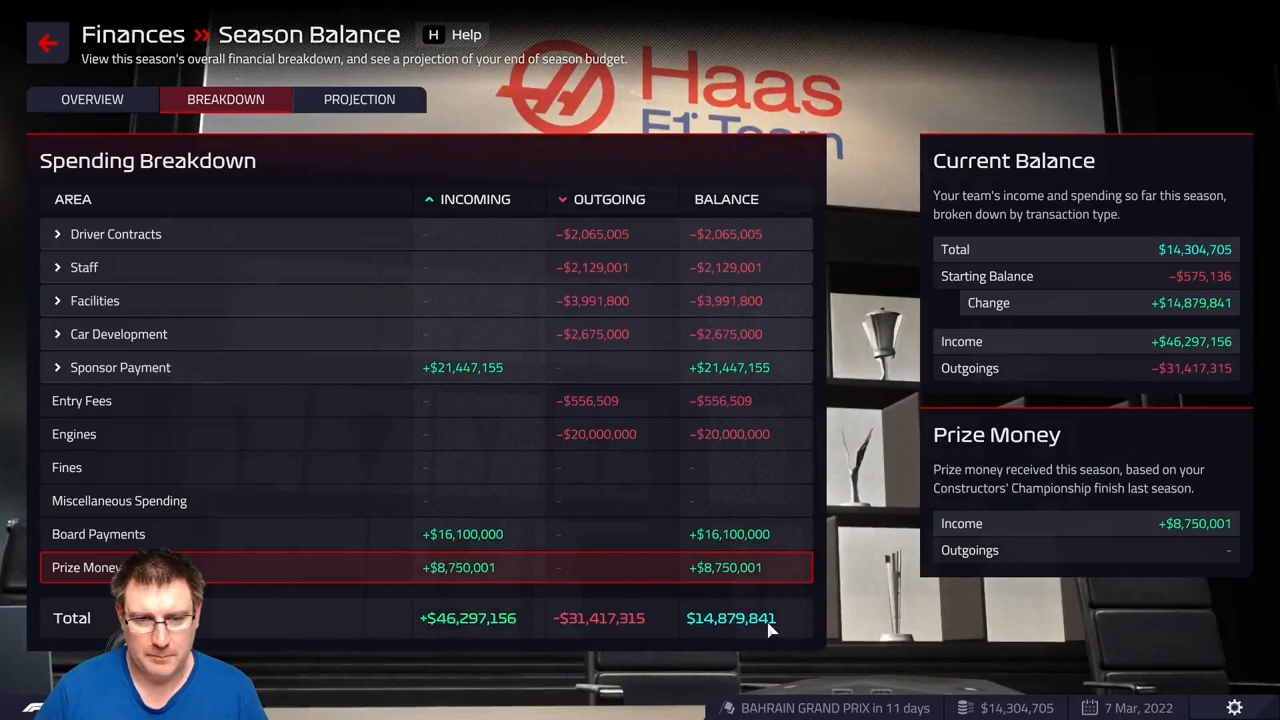 Finances » Season Balance H Help
View this season's overall financial breakdown, and see a projection of your end of season budget.
OVERVIEW BREAKDOWN PROJECTION
Haas
F1 Team
Spending Breakdown
AREA INCOMING OUTGOING BALANCE
Driver Contracts - -$2,065,005 -$2,065,005
Staff - -$2,129,001 -$2,129,001
Facilities - -$3,991,800 -$3,991,800
Car Development - -$2,675,000 -$2,675,000
Sponsor Payment +$21,447,155 - +$21,447,155
Entry Fees - -$556,509 -$556,509
Engines - -$20,000,000 -$20,000,000
Fines - - -
Miscellaneous Spending - - -
Board Payments +$16,100,000 - +$16,100,000
Prize Money +$8,750,001 - +$8,750,001
Total +$46,297,156 -$31,417,315 $14,879,841
Current Balance
Your team's income and spending so far this season,
broken down by transaction type.
Total $14,304,705
Starting Balance -$575,136
Change +$14,879,841
Income +$46,297,156
Outgoings -$31,417,315
Prize Money
Prize money received this season, based on your
Constructors' Championship finish last season.
Income +$8,750,001
Outgoings -
BAHRAIN GRAND PRIX in 11 days $14,304,705 7 Mar, 2022